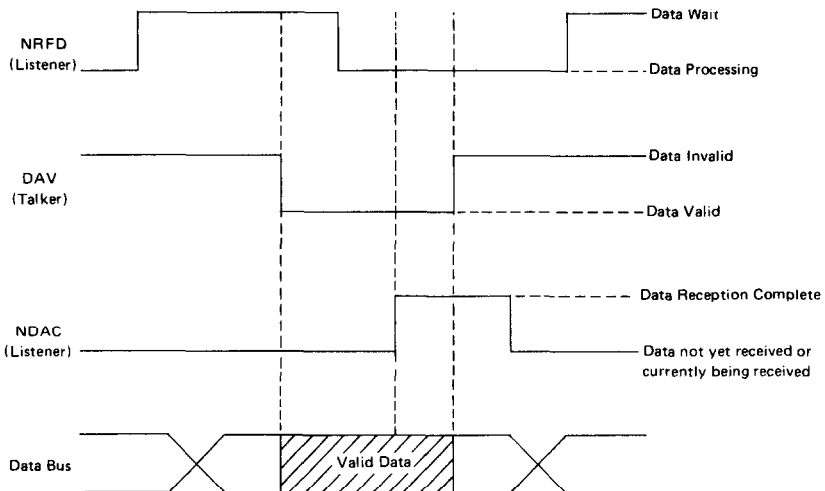 Data Wait
NRFD
(Listener)
Data Processing
Data Invalid
DAV
(Talker)
Data Valid
Data Reception Complete
NDAC
(Listener)
Data not yet received or
currently being received
Data Bus
Valid Data